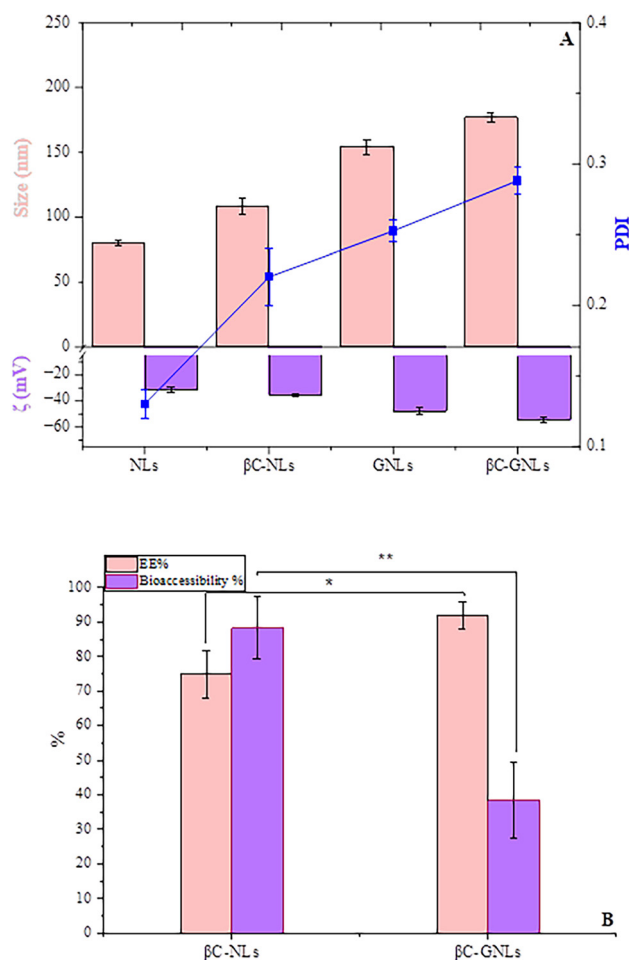 A
250
200
150
100
50
0
−20
−40
−60
Size (nm)
ζ (mV)
0.4
0.3
0.2
0.1
PDI
NLs
βC-NLs
GNLs
βC-GNLs
EE%
Bioaccessibility %
**
*
100
90
80
70
60
50
40
30
20
10
0
%
B
βC-NLs
βC-GNLs